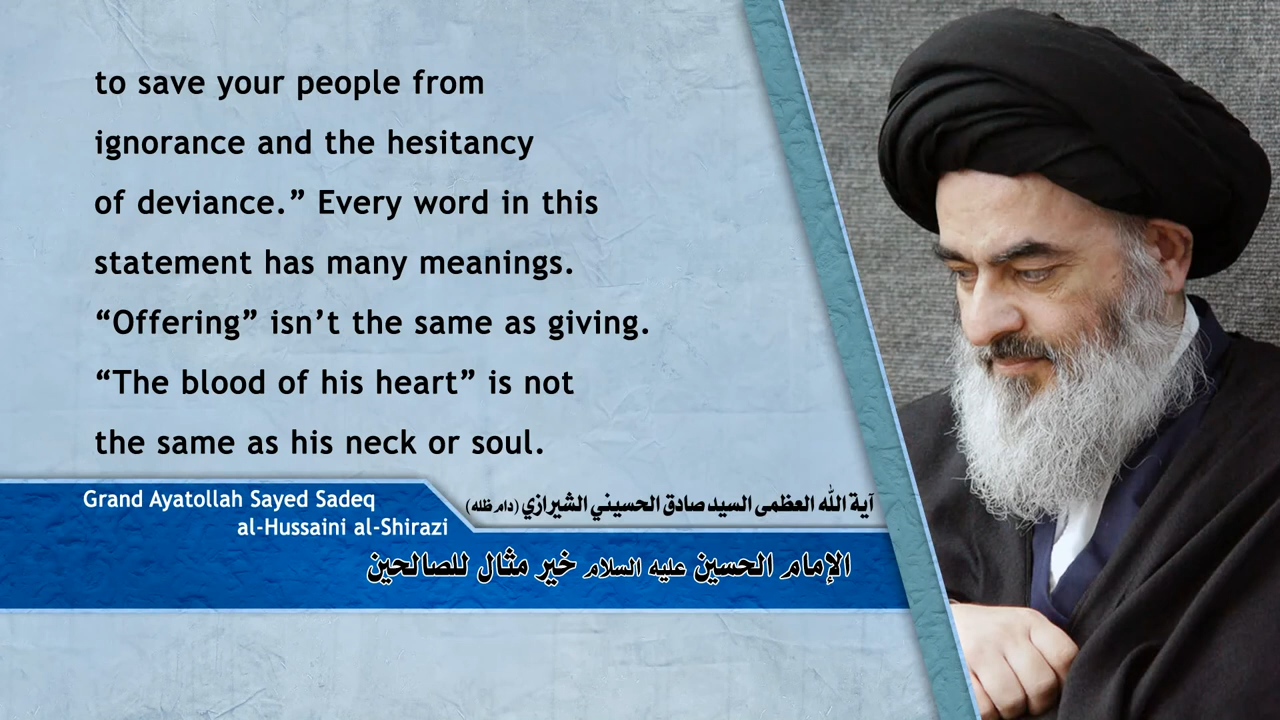 to save your people from
ignorance and the hesitancy
of deviance.” Every word in this
statement has many meanings.
“Offering” isn’t the same as giving.
“The blood of his heart” is not
the same as his neck or soul.
Grand Ayatollah Sayed Sadeq
al-Hussaini al-Shirazi
آية الله العظمى السيد صادق الحسيني الشيرازي (دام ظله)
الإمام الحسين عليه السلام خير مثال للصالحين